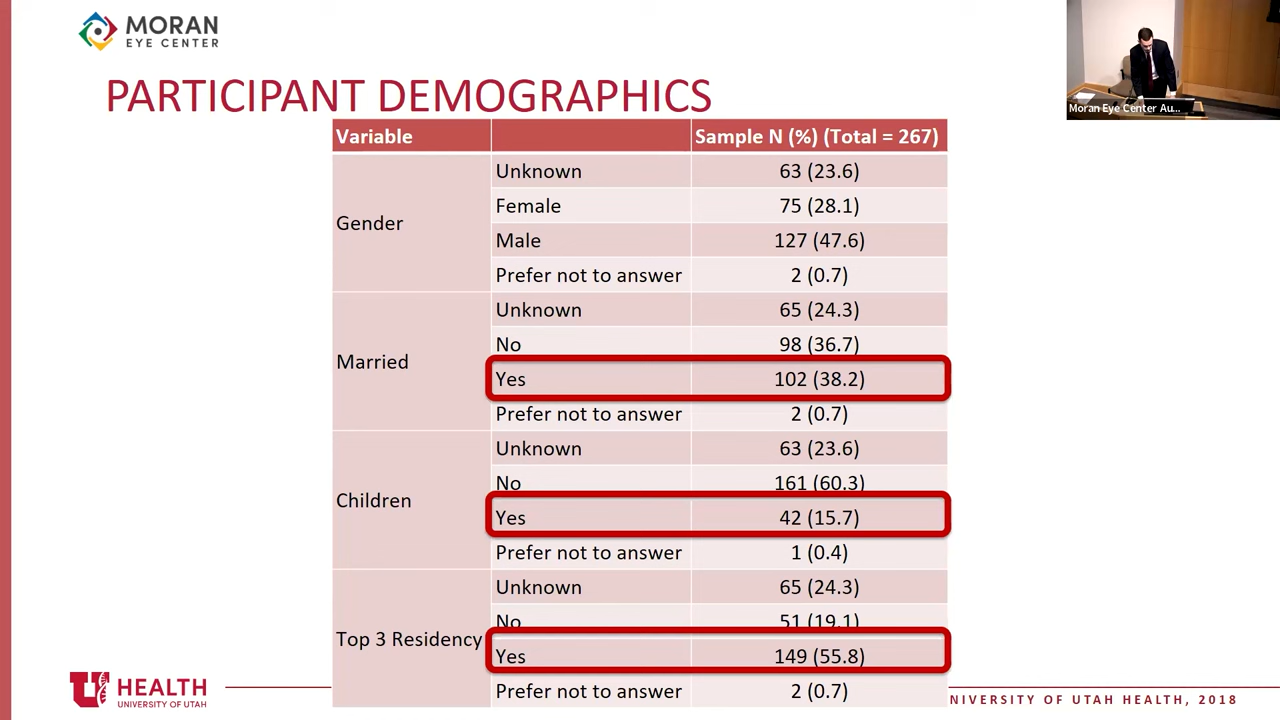 MORAN
EYE CENTER
Moran Eye Center Au...
PARTICIPANT DEMOGRAPHICS
Variable Sample N (%) (Total = 267)
Gender
Unknown 63 (23.6)
Female 75 (28.1)
Male 127 (47.6)
Prefer not to answer 2 (0.7)
Married
Unknown 65 (24.3)
No 98 (36.7)
Yes 102 (38.2)
Prefer not to answer 2 (0.7)
Children
Unknown 63 (23.6)
No 161 (60.3)
Yes 42 (15.7)
Prefer not to answer 1 (0.4)
Top 3 Residency
Unknown 65 (24.3)
No 51 (19.1)
Yes 149 (55.8)
Prefer not to answer 2 (0.7)
U HEALTH
UNIVERSITY OF UTAH
NIVERSITY OF UTAH HEALTH, 2018